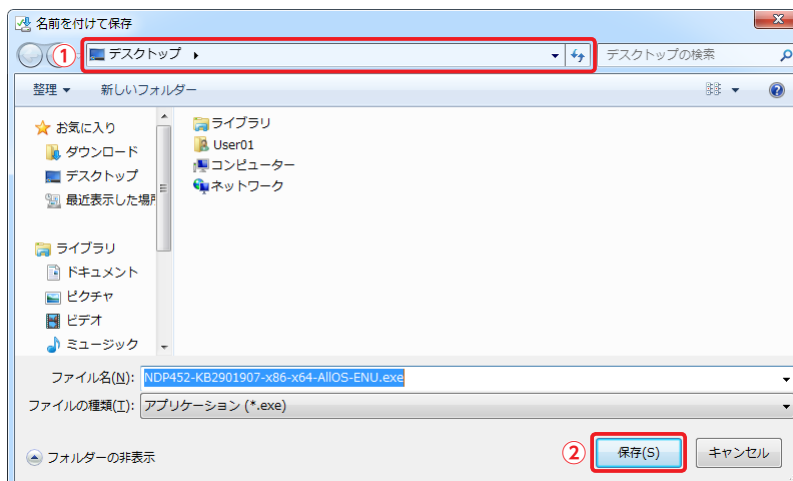 名前を付けて保存
① デスクトップ デスクトップの検索
整理 新しいフォルダー
お気に入り
ダウンロード
デスクトップ
最近表示した場所
ライブラリ
ドキュメント
ピクチャ
ビデオ
ミュージック
ライブラリ
User01
コンピューター
ネットワーク
ファイル名(N): NDP452-KB2901907-x86-x64-AllOS-ENU.exe
ファイルの種類(T): アプリケーション (*.exe)
フォルダーの非表示 ② 保存(S) キャンセル